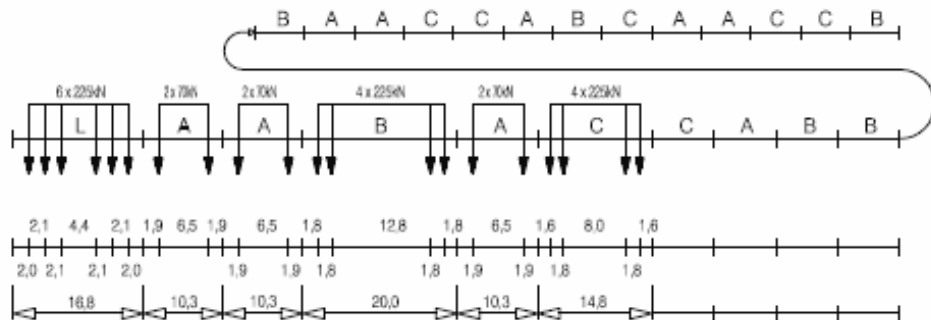 B A A C C A B C A A C C B
6 x 225kN 2 x 70kN 2 x 70kN 4 x 225kN 2 x 70kN 4 x 225kN
L A A B A C C A B B
2,1 4,4 2,1 1,9 6,5 1,9 6,5 1,8 12,8 1,8 6,5 1,6 8,0 1,6
2,0 2,1 2,1 2,0 1,9 1,9 1,8 1,8 1,9 1,9 1,8 1,8
16,8 10,3 10,3 20,0 10,3 14,8